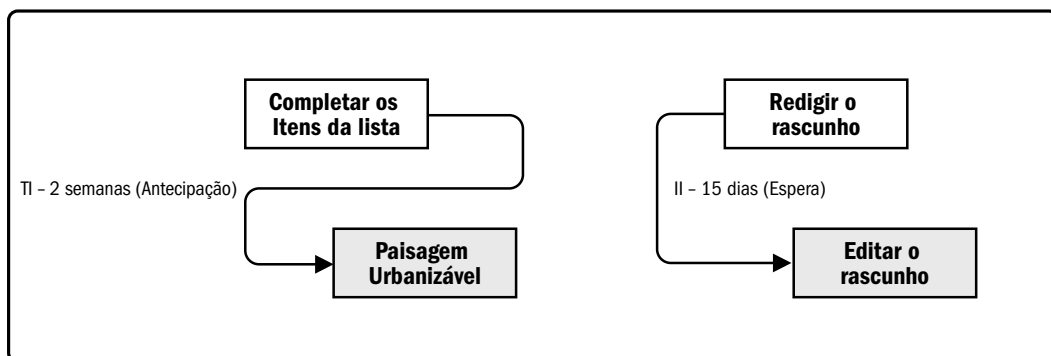 Completar os
Itens da lista
Redigir o
rascunho
TI – 2 semanas (Antecipação)
II – 15 dias (Espera)
Paisagem
Urbanizável
Editar o
rascunho